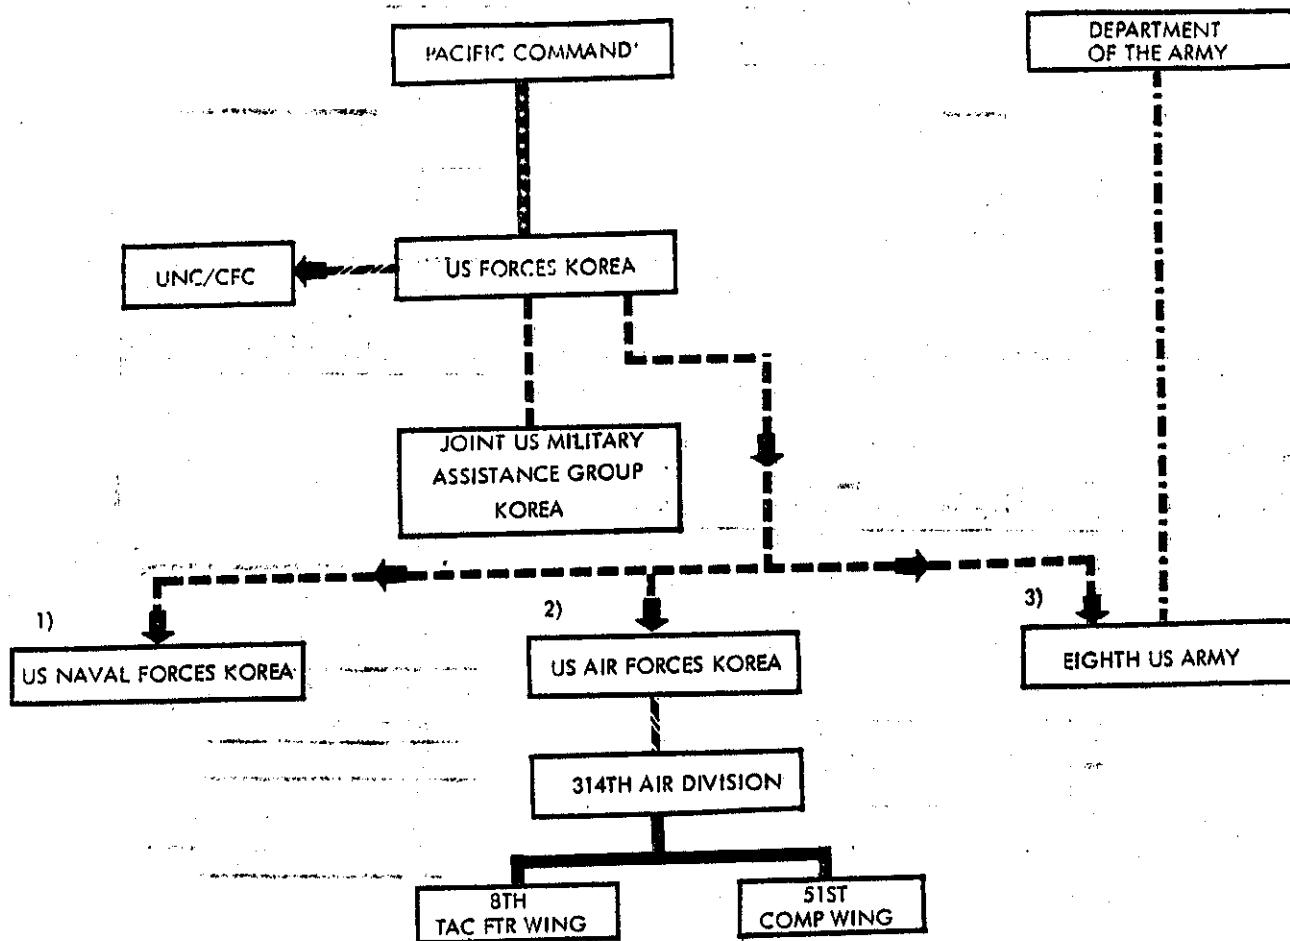 PACIFIC COMMAND'
DEPARTMENT
OF THE ARMY
UNC/CFC
US FORCES KOREA
JOINT US MILITARY
ASSISTANCE GROUP
KOREA
1)
2)
3)
US NAVAL FORCES KOREA
US AIR FORCES KOREA
EIGHTH US ARMY
314TH AIR DIVISION
8TH
TAC FTR WING
51ST
COMP WING